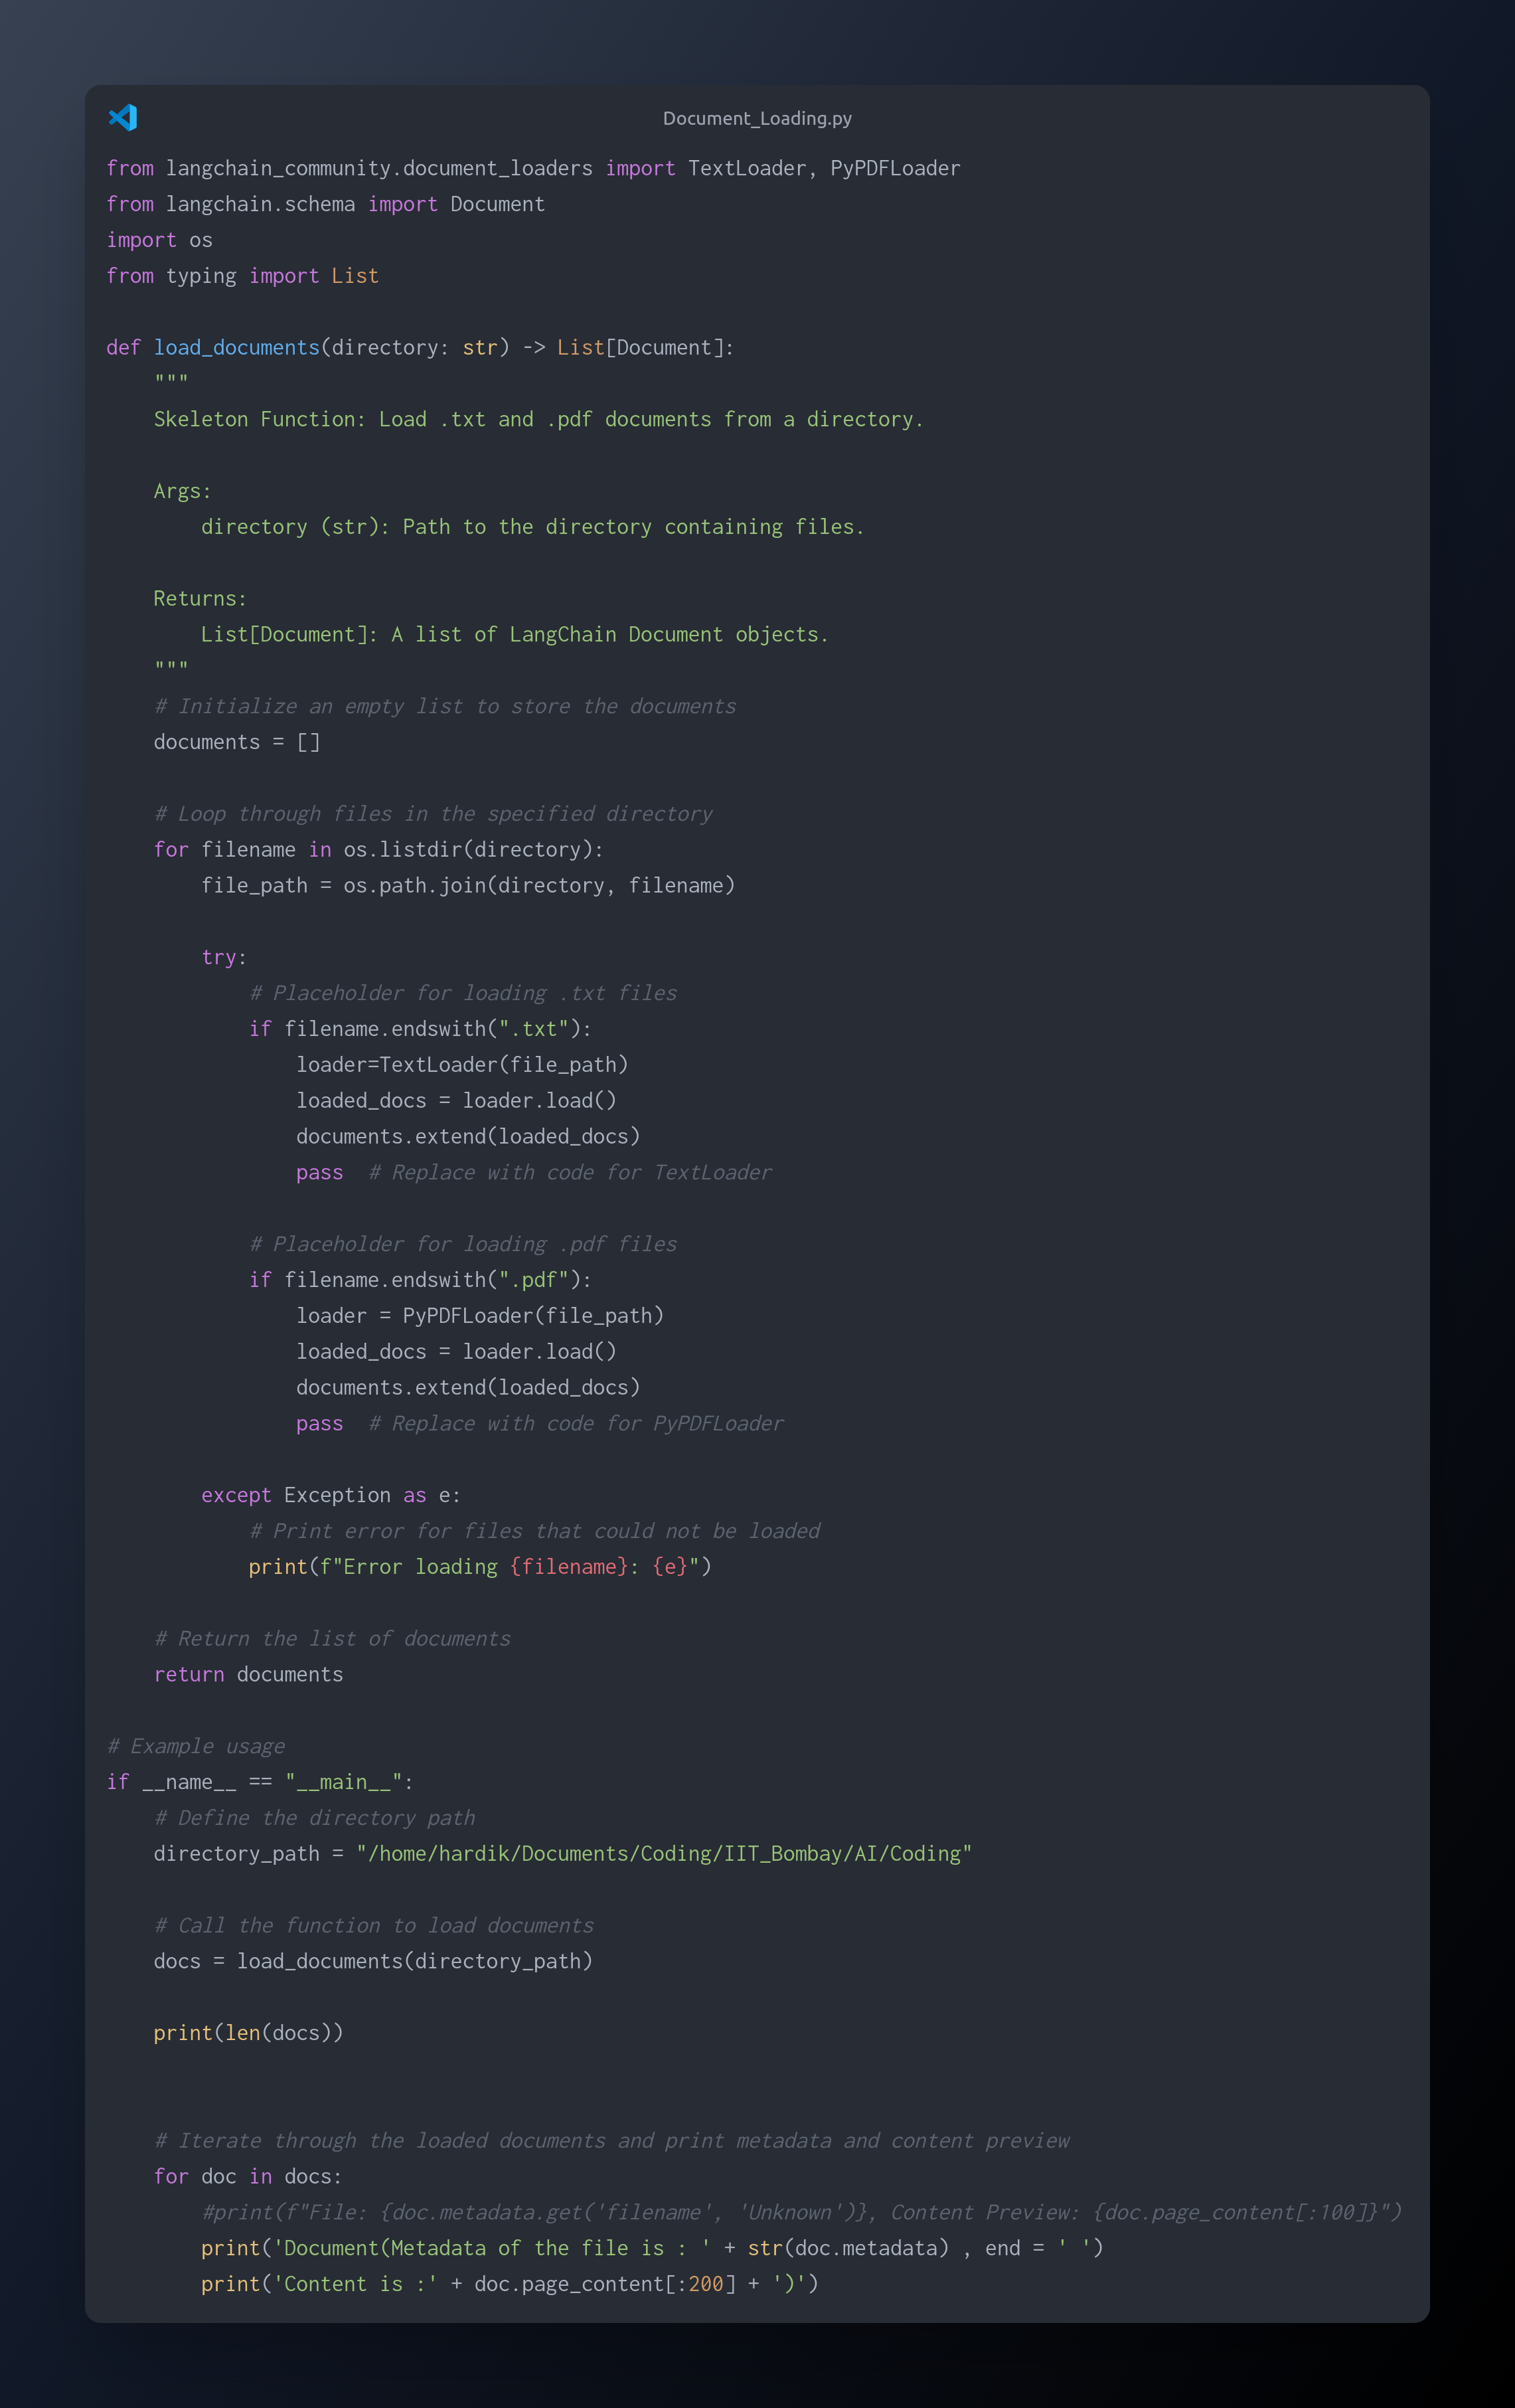 Document_Loading.py
from langchain_community.document_loaders import TextLoader, PyPDFLoader
from langchain.schema import Document
import os
from typing import List

def load_documents(directory: str) -> List[Document]:
    """
    Skeleton Function: Load .txt and .pdf documents from a directory.

    Args:
        directory (str): Path to the directory containing files.

    Returns:
        List[Document]: A list of LangChain Document objects.
    """
    # Initialize an empty list to store the documents
    documents = []

    # Loop through files in the specified directory
    for filename in os.listdir(directory):
        file_path = os.path.join(directory, filename)

        try:
            # Placeholder for loading .txt files
            if filename.endswith(".txt"):
                loader=TextLoader(file_path)
                loaded_docs = loader.load()
                documents.extend(loaded_docs)
                pass  # Replace with code for TextLoader

            # Placeholder for loading .pdf files
            if filename.endswith(".pdf"):
                loader = PyPDFLoader(file_path)
                loaded_docs = loader.load()
                documents.extend(loaded_docs)
                pass  # Replace with code for PyPDFLoader

        except Exception as e:
            # Print error for files that could not be loaded
            print(f"Error loading {filename}: {e}")

    # Return the list of documents
    return documents

# Example usage
if __name__ == "__main__":
    # Define the directory path
    directory_path = "/home/hardik/Documents/Coding/IIT_Bombay/AI/Coding"

    # Call the function to load documents
    docs = load_documents(directory_path)

    print(len(docs))


    # Iterate through the loaded documents and print metadata and content preview
    for doc in docs:
        #print(f"File: {doc.metadata.get('filename', 'Unknown')}, Content Preview: {doc.page_content[:100]}")
        print('Document(Metadata of the file is : ' + str(doc.metadata) , end = ' ')
        print('Content is :' + doc.page_content[:200] + ')')